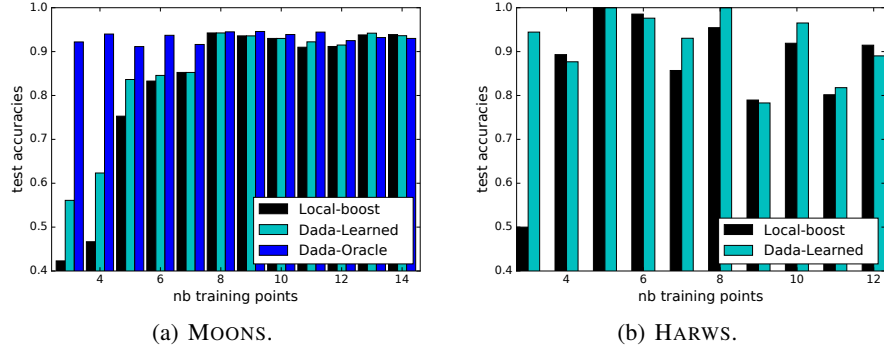 1.0
0.9
0.8
0.7
0.6
0.5
0.4
test accuracies
4
6
8
10
12
14
nb training points
Local-boost
Dada-Learned
Dada-Oracle
(a) MOONS.
1.0
0.9
0.8
0.7
0.6
0.5
0.4
test accuracies
4
6
8
10
12
nb training points
Local-boost
Dada-Learned
(b) HARWS.